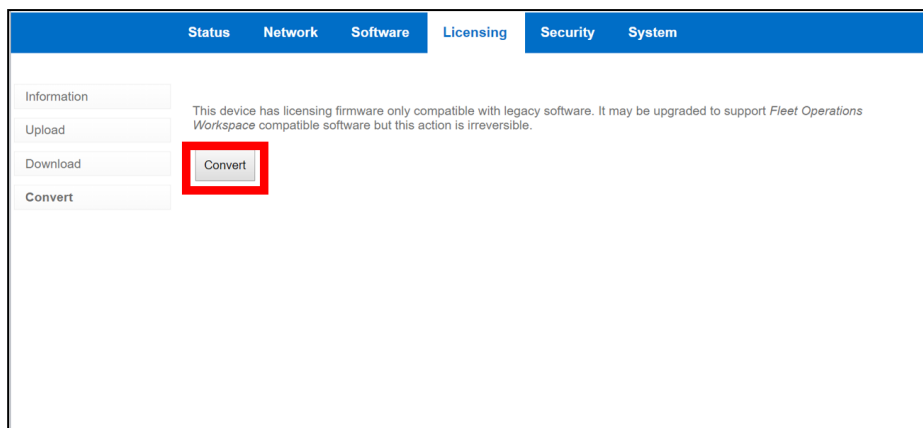 Status Network Software Licensing Security System
Information
Upload
Download
Convert
This device has licensing firmware only compatible with legacy software. It may be upgraded to support Fleet Operations
Workspace compatible software but this action is irreversible.
Convert